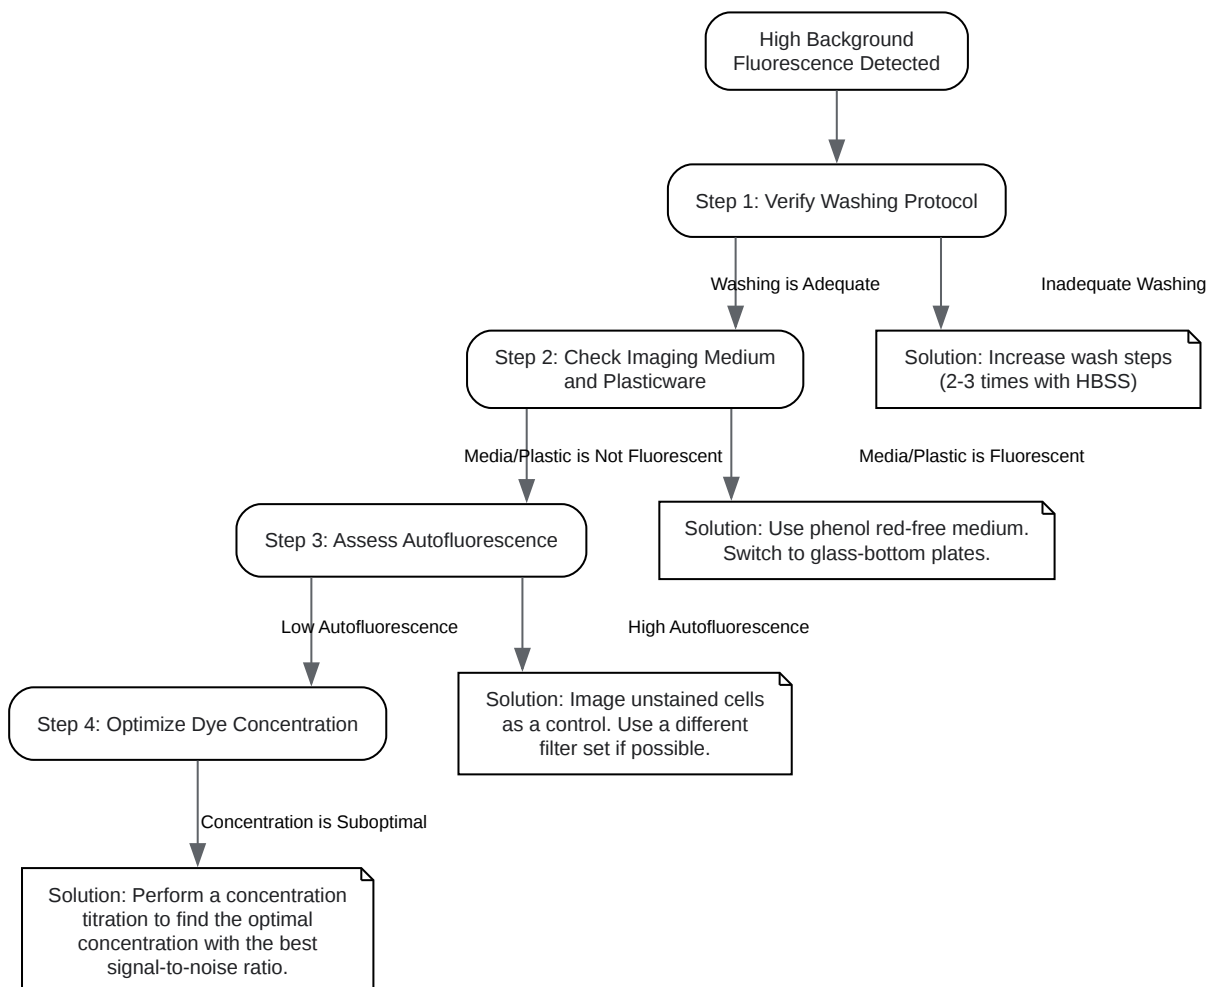 High Background
Fluorescence Detected
Step 1: Verify Washing Protocol
Washing is Adequate
Inadequate Washing
Step 2: Check Imaging Medium
and Plasticware
Solution: Increase wash steps
(2-3 times with HBSS)
Media/Plastic is Not Fluorescent
Media/Plastic is Fluorescent
Step 3: Assess Autofluorescence
Solution: Use phenol red-free medium.
Switch to glass-bottom plates.
Low Autofluorescence
High Autofluorescence
Step 4: Optimize Dye Concentration
Solution: Image unstained cells
as a control. Use a different
filter set if possible.
Concentration is Suboptimal
Solution: Perform a concentration
titration to find the optimal
concentration with the best
signal-to-noise ratio.